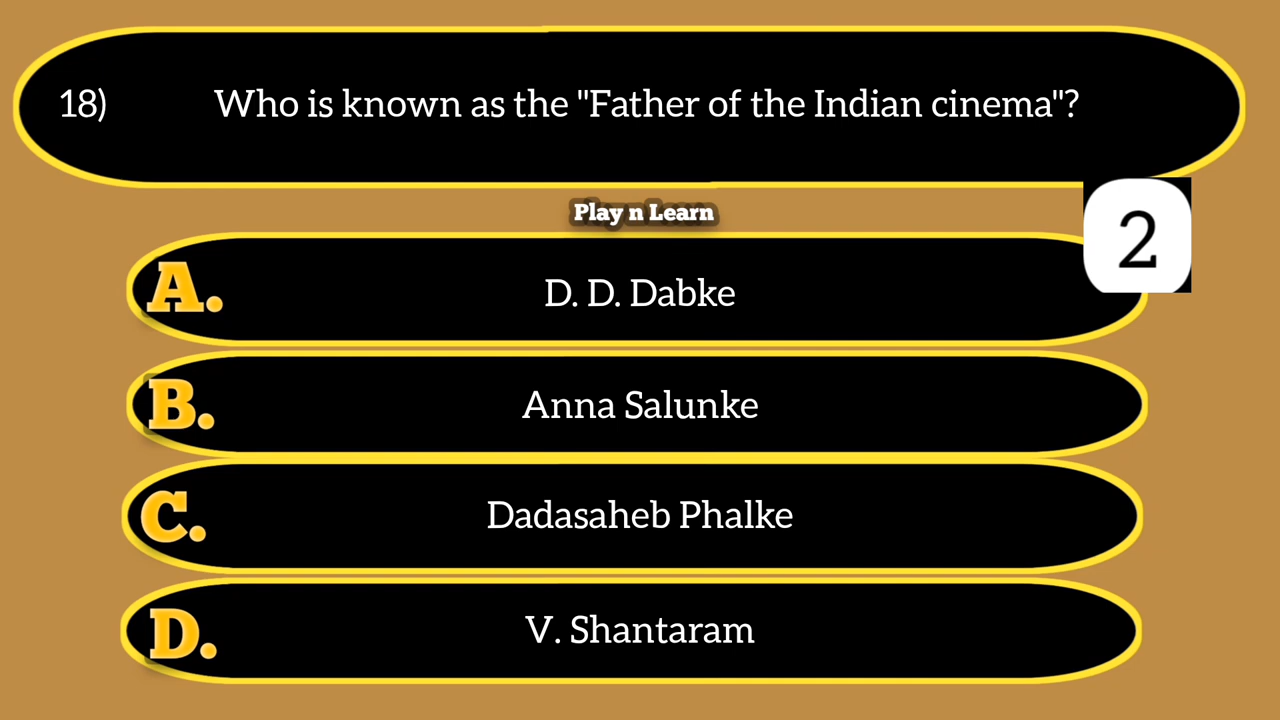 18) Who is known as the "Father of the Indian cinema"?
Play n Learn
2
A. D. D. Dabke
B. Anna Salunke
C. Dadasaheb Phalke
D. V. Shantaram